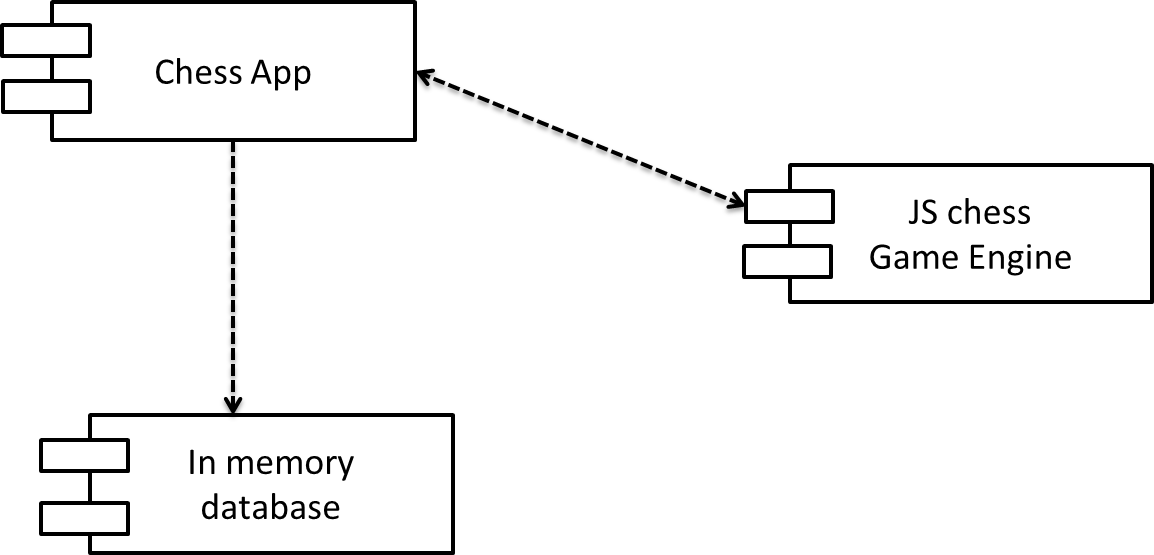 Chess App
JS chess
Game Engine
In memory
database